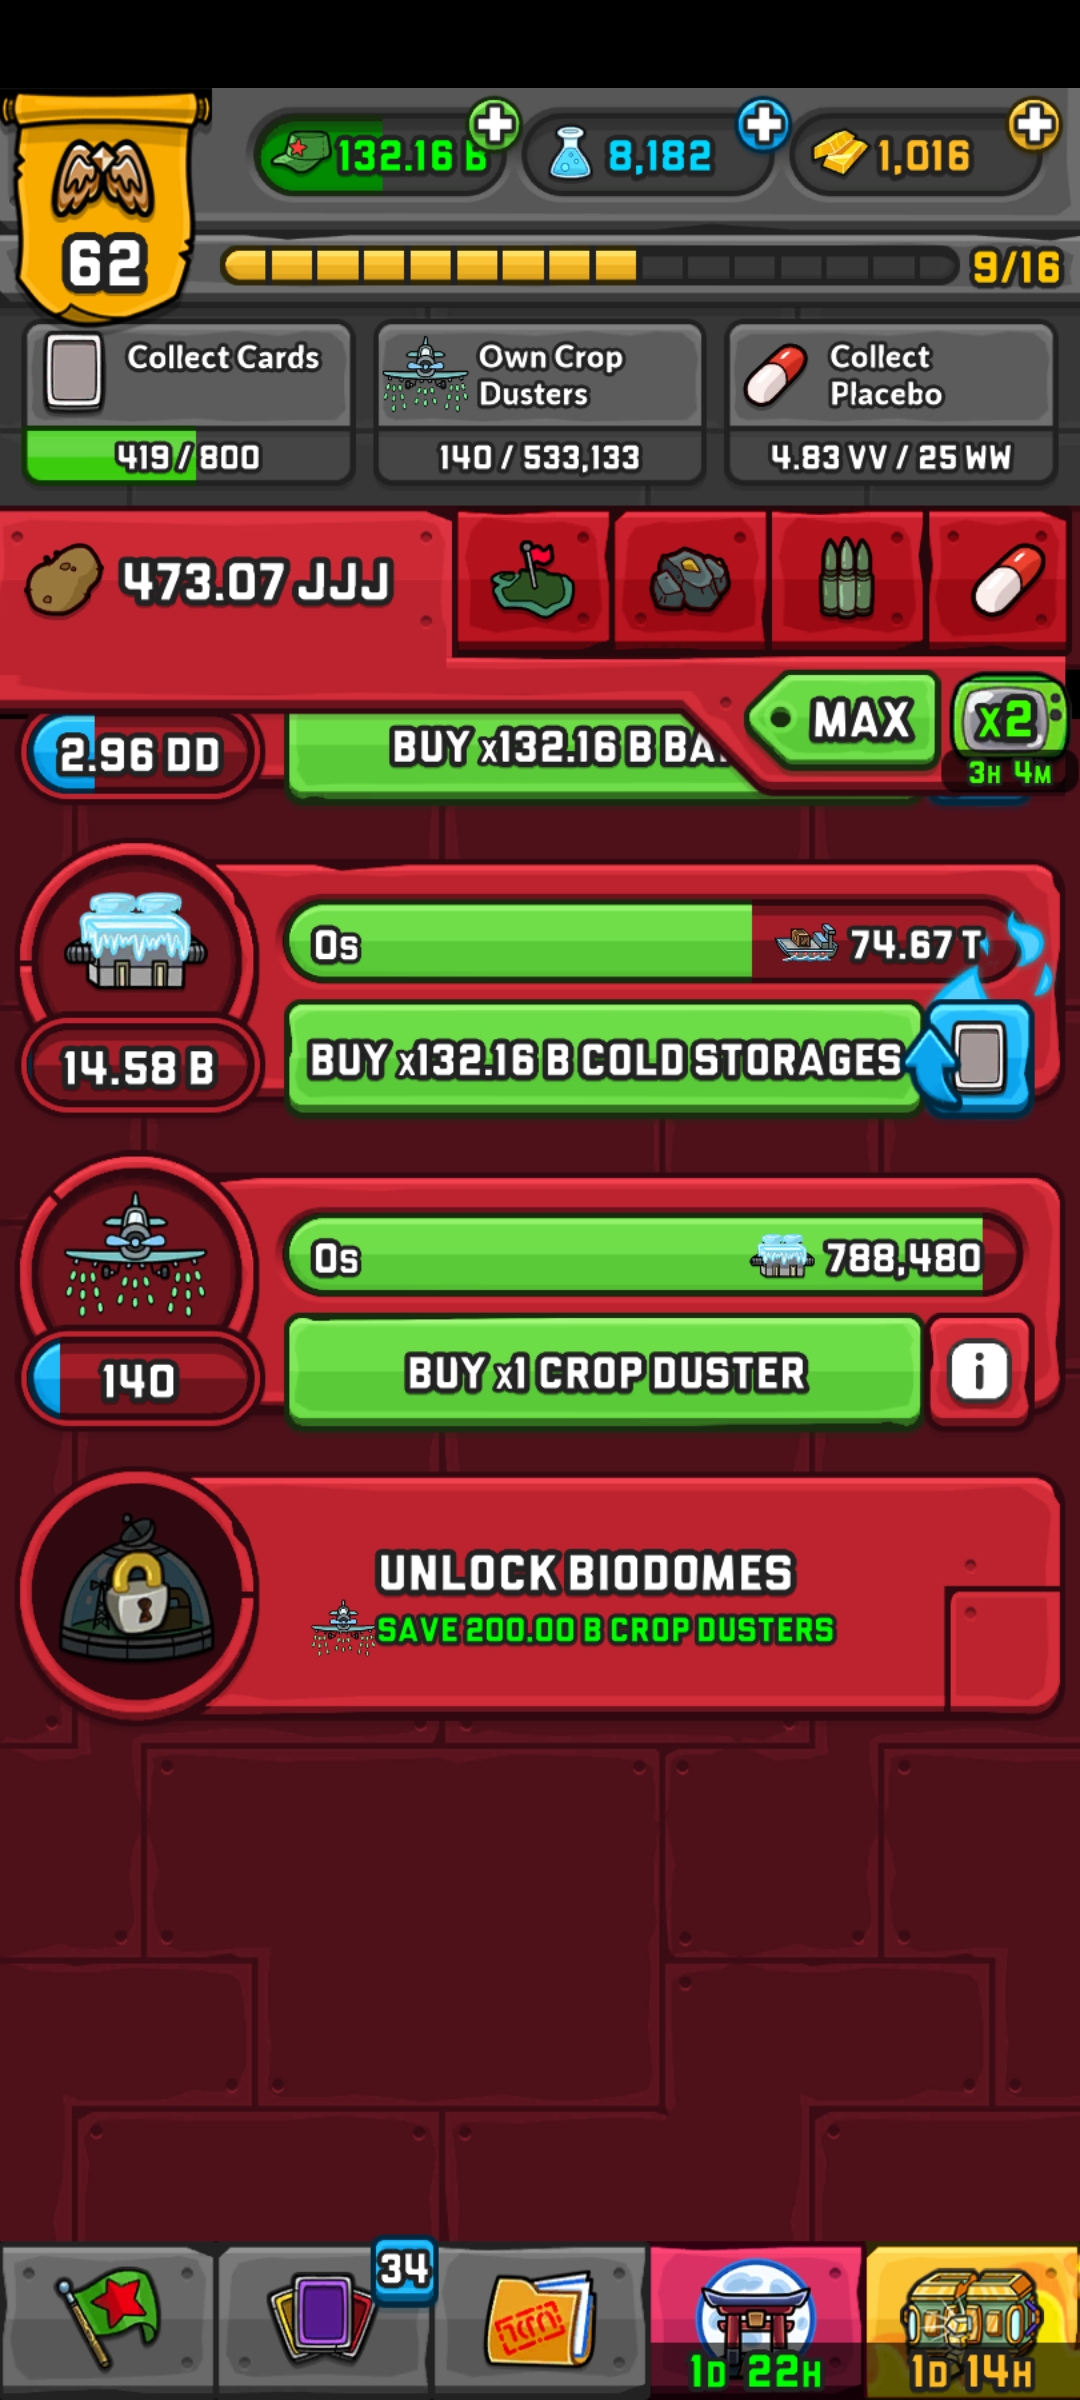 132.16 B
8,182
1,016
62
9/16
Collect Cards
419 / 800
Own Crop
Dusters
140 / 533,133
Collect
Placebo
4.83 VV / 25 WW
473.07 JJJ
MAX
x2
3H 4M
2.96 DD
BUY x132.16 B BA
0s
74.67 T
14.58 B
BUY x132.16 B COLD STORAGES
0s
788,480
140
BUY x1 CROP DUSTER
i
UNLOCK BIODOMES
SAVE 200.00 B CROP DUSTERS
34
1D 22H
1D 14H